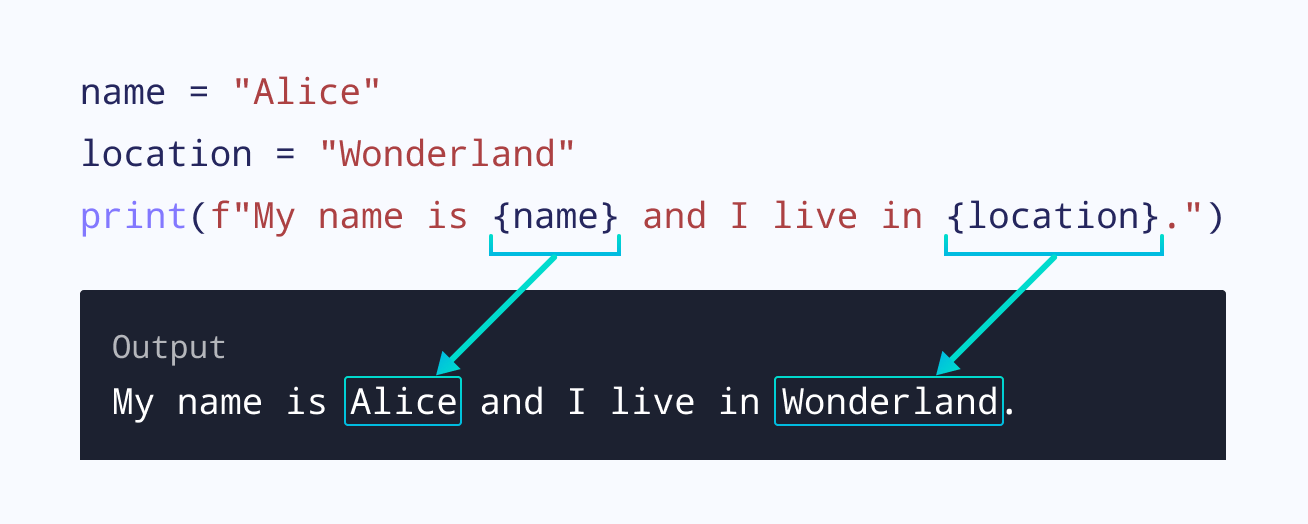 name = "Alice"
location = "Wonderland"
print(f"My name is {name} and I live in {location}.")
Output
My name is Alice and I live in Wonderland.